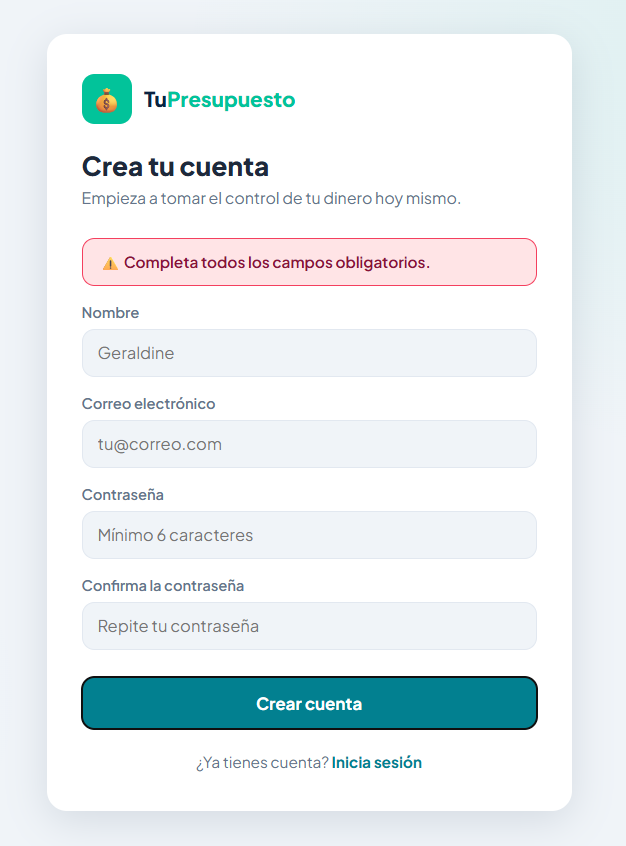 TuPresupuesto
Crea tu cuenta
Empieza a tomar el control de tu dinero hoy mismo.
⚠️ Completa todos los campos obligatorios.
Nombre
Geraldine
Correo electrónico
tu@correo.com
Contraseña
Mínimo 6 caracteres
Confirma la contraseña
Repite tu contraseña
Crear cuenta
¿Ya tienes cuenta? Inicia sesión